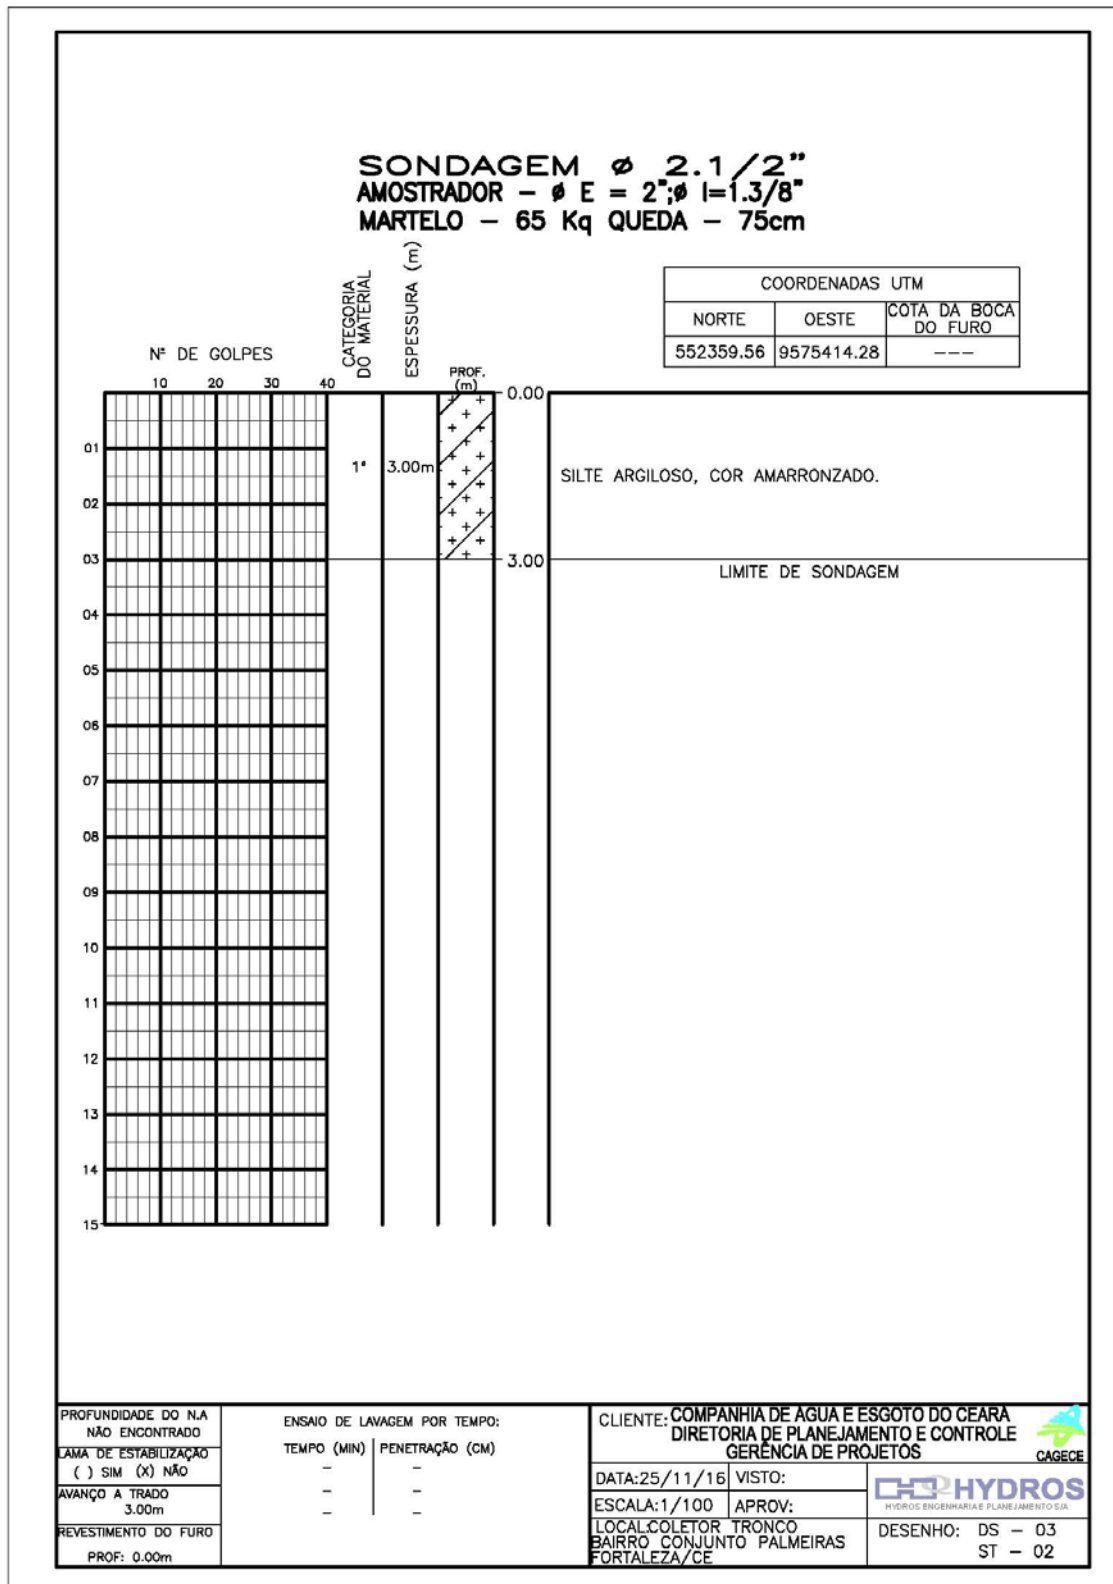 SONDAGEM ø 2.1/2"
AMOSTRADOR – ø E = 2";ø I=1.3/8"
MARTELO – 65 Kg QUEDA – 75cm
COORDENADAS UTM
NORTE OESTE COTA DA BOCA DO FURO
552359.56 9575414.28 ---
Nº DE GOLPES
CATEGORIA DO MATERIAL
ESPESSURA (m)
PROF. (m)
10 20 30 40
0.00
01
1ª 3.00m
SILTE ARGILOSO, COR AMARRONZADO.
02
03
3.00
LIMITE DE SONDAGEM
04
05
06
07
08
09
10
11
12
13
14
15
PROFUNDIDADE DO N.A
NÃO ENCONTRADO
LAMA DE ESTABILIZAÇÃO
( ) SIM (X) NÃO
AVANÇO A TRADO
3.00m
REVESTIMENTO DO FURO
PROF: 0.00m
ENSAIO DE LAVAGEM POR TEMPO:
TEMPO (MIN) PENETRAÇÃO (CM)
– –
– –
– –
CLIENTE: COMPANHIA DE AGUA E ESGOTO DO CEARA
DIRETORIA DE PLANEJAMENTO E CONTROLE
GERÊNCIA DE PROJETOS
CAGECE
DATA:25/11/16 VISTO:
ESCALA:1/100 APROV:
HYDROS
HYDROS ENGENHARIA E PLANEJAMENTO S/A
LOCAL:COLETOR TRONCO
BAIRRO CONJUNTO PALMEIRAS
FORTALEZA/CE
DESENHO: DS – 03
ST – 02